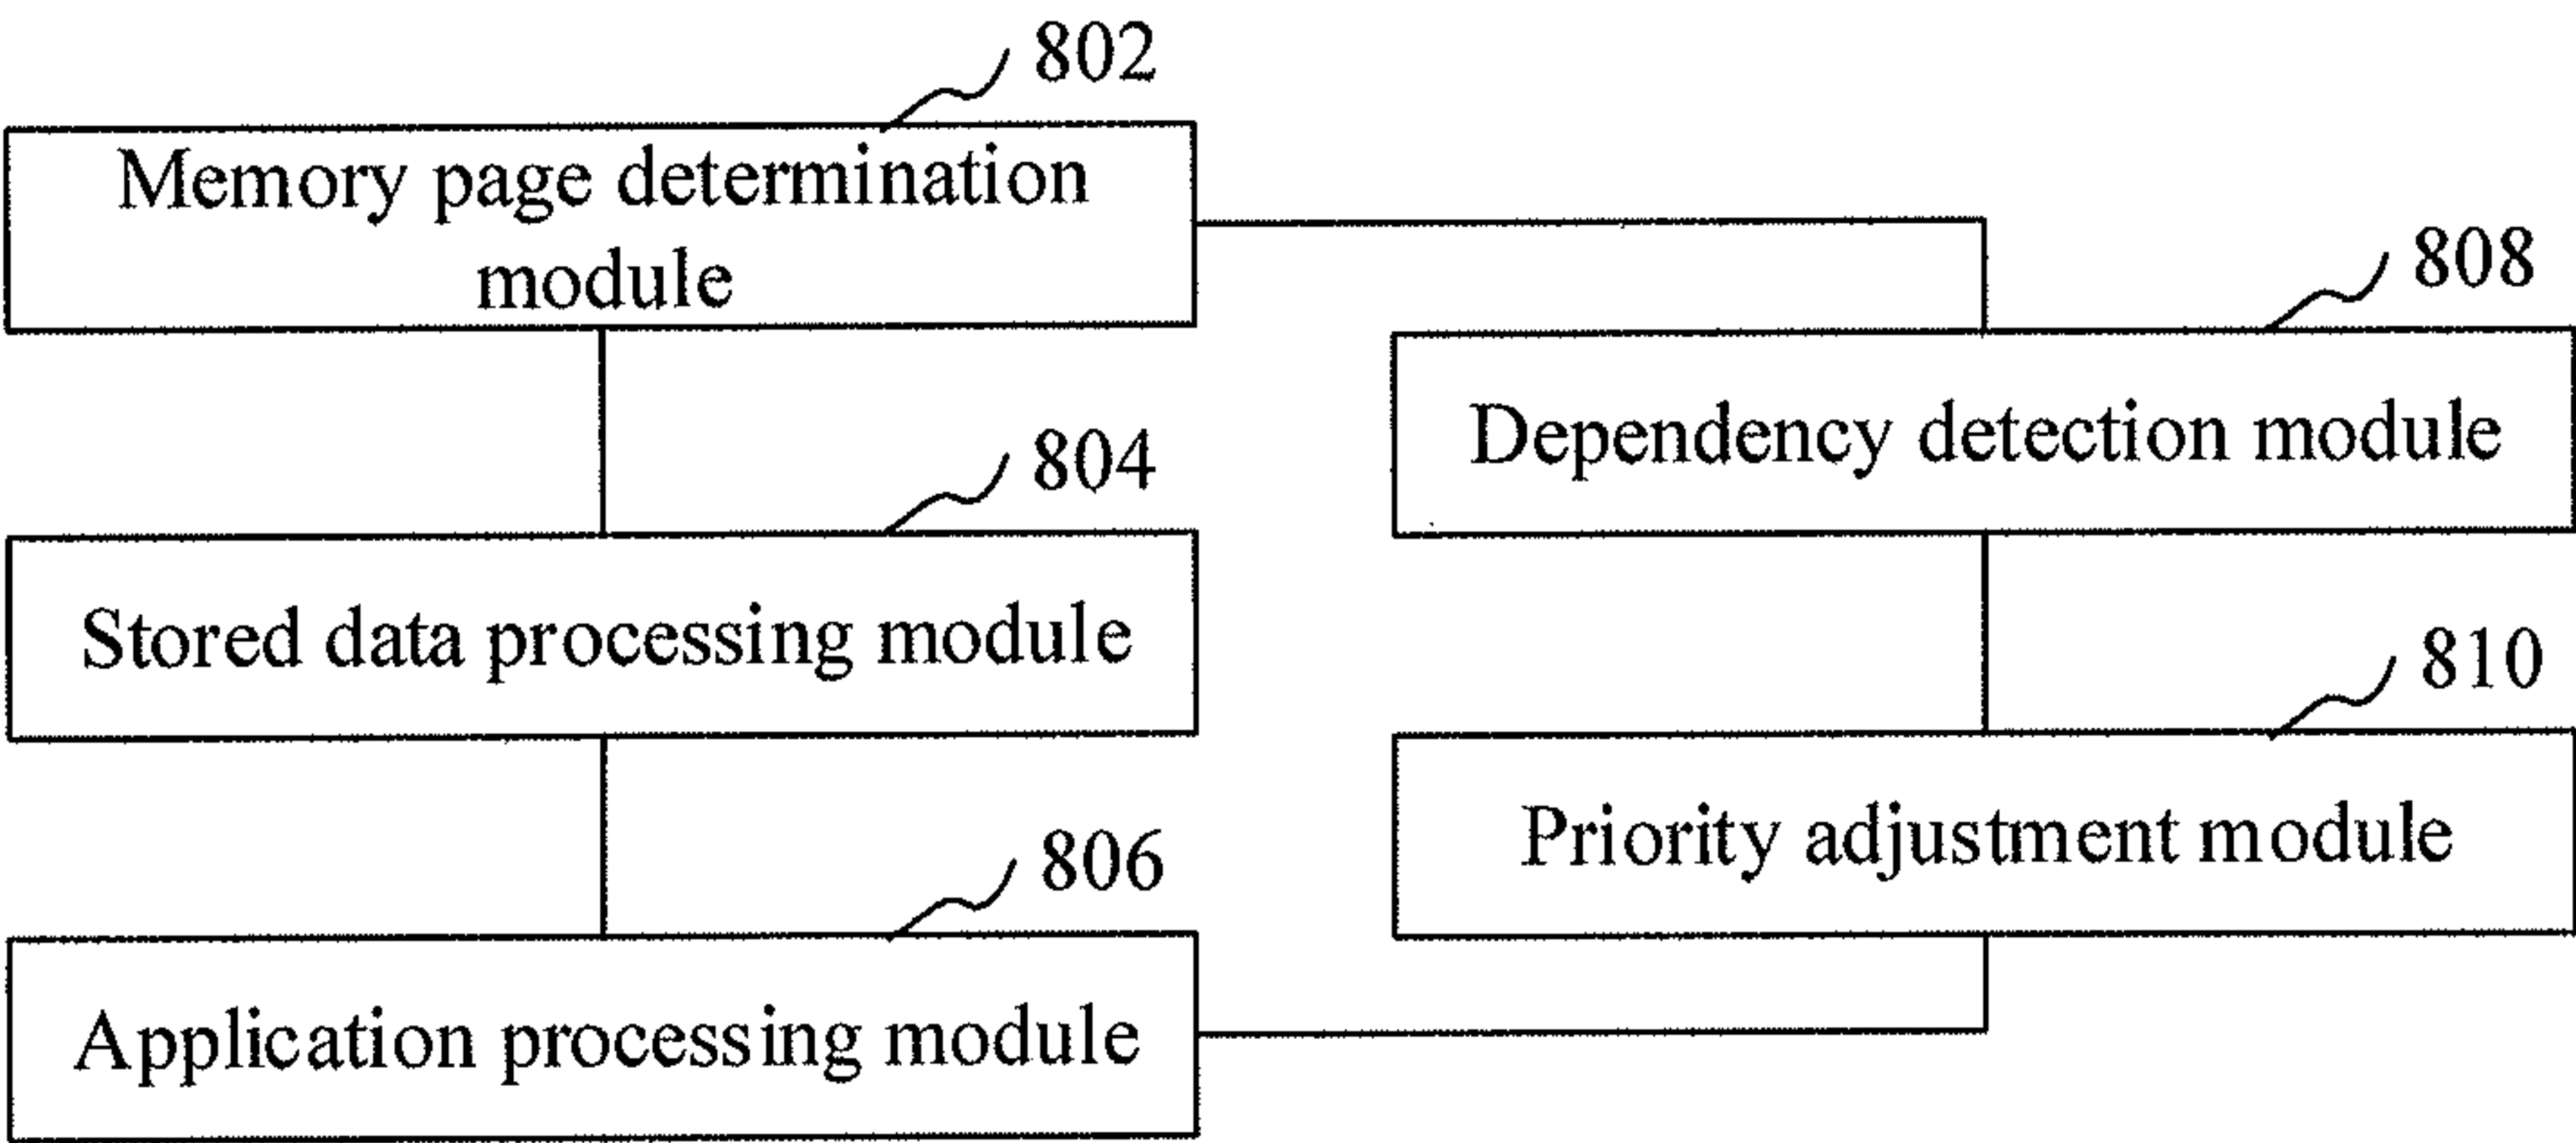 802
Memory page determination
module
804
Stored data processing module
806
Application processing module
808
Dependency detection module
810
Priority adjustment module